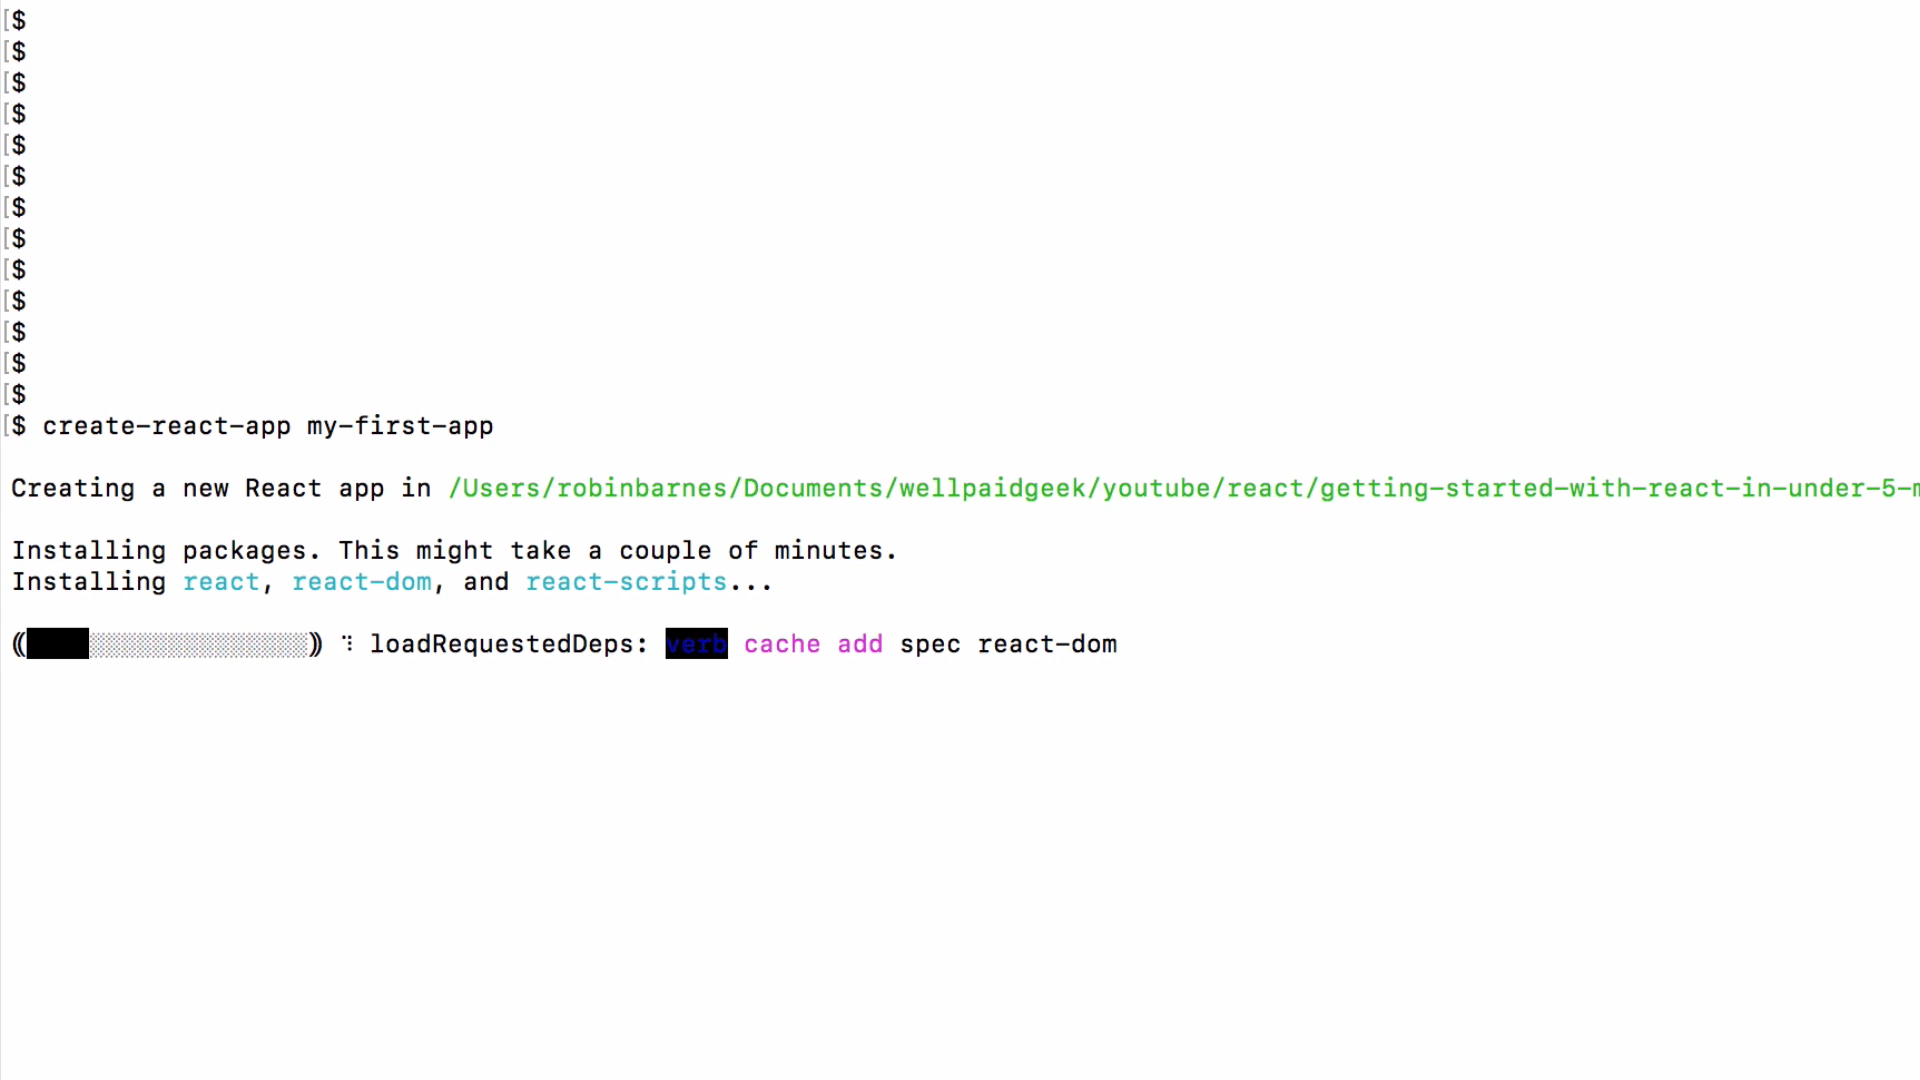 [$
[$
[$
[$
[$
[$
[$
[$
[$
[$
[$
[$
[$
[$ create-react-app my-first-app
Creating a new React app in /Users/robinbarnes/Documents/wellpaidgeek/youtube/react/getting-started-with-react-in-under-5-m
Installing packages. This might take a couple of minutes.
Installing react, react-dom, and react-scripts...
((░░░░░░░░░░░░░░)) ⠹ loadRequestedDeps: verb cache add spec react-dom